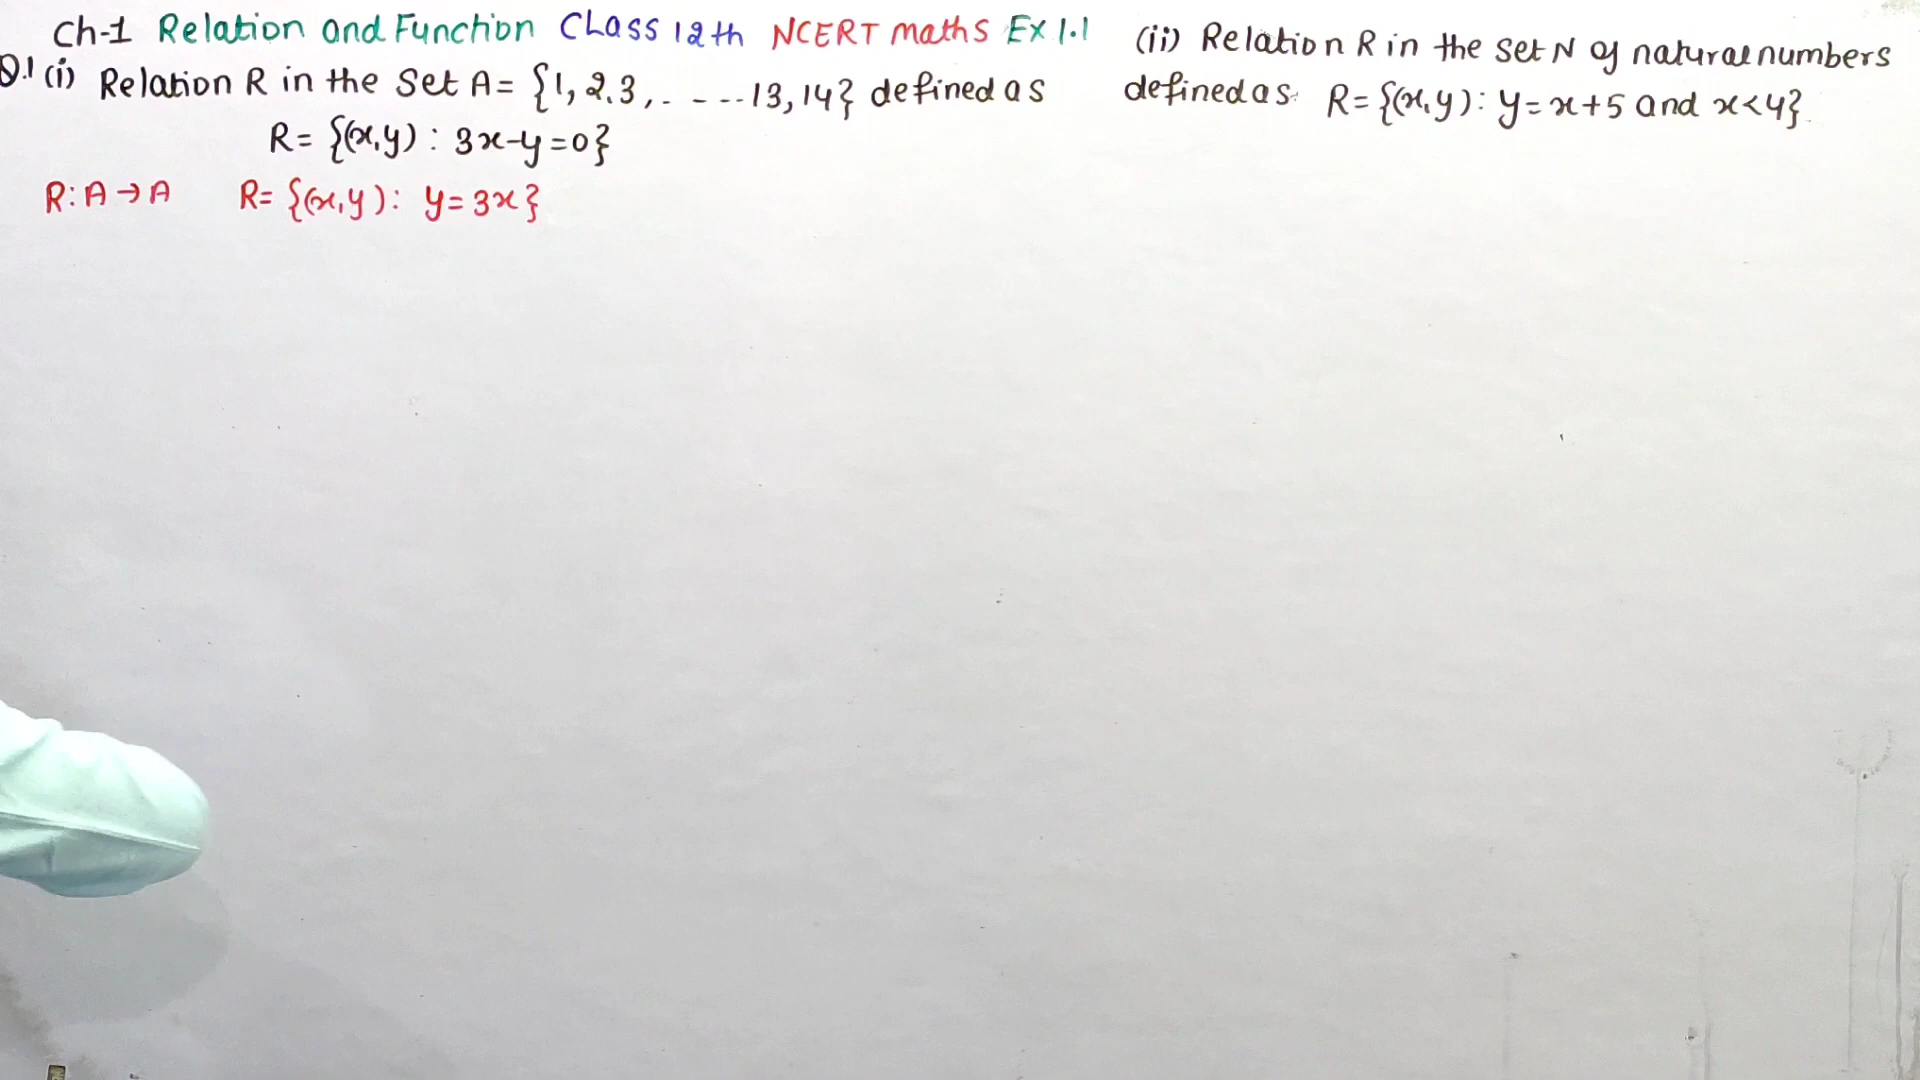 Ch-1 Relation and Function Class 12th NCERT maths Ex 1.1
Q.1 (i) Relation R in the Set A = {1, 2, 3, - - - - 13, 14} defined as
R = {(x,y) : 3x-y=0}
R: A → A R= {(x,y): y=3x}
(ii) Relation R in the set N of natural numbers
defined as R= {(x,y): y=x+5 and x<4}